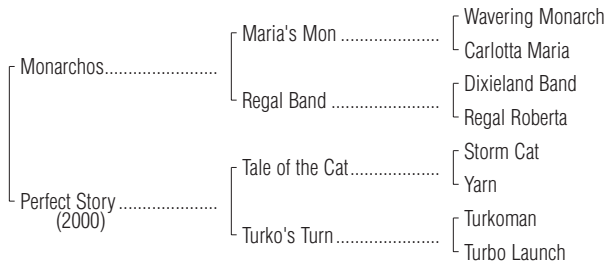 Wavering Monarch
Maria's Mon ....................
Carlotta Maria
Monarchos........................
Dixieland Band
Regal Band ......................
Regal Roberta
Storm Cat
Tale of the Cat..................
Yarn
Perfect Story .....................
(2000)
Turkoman
Turko's Turn .....................
Turbo Launch